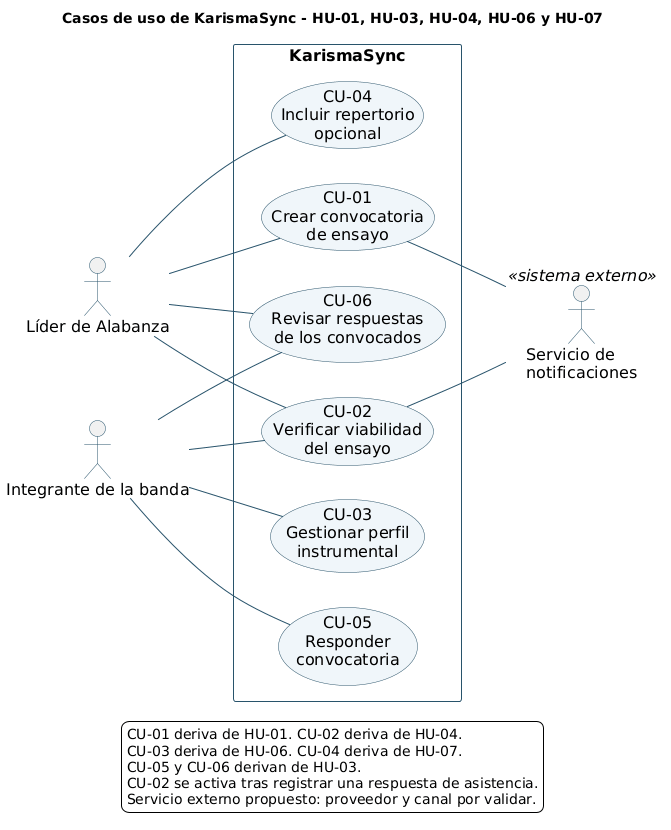 Casos de uso de KarismaSync - HU-01, HU-03, HU-04, HU-06 y HU-07
KarismaSync
CU-04
Incluir repertorio
opcional
CU-01
Crear convocatoria
de ensayo
«sistema externo»
Servicio de
notificaciones
Líder de Alabanza
CU-06
Revisar respuestas
de los convocados
CU-02
Verificar viabilidad
del ensayo
Integrante de la banda
CU-03
Gestionar perfil
instrumental
CU-05
Responder
convocatoria
CU-01 deriva de HU-01. CU-02 deriva de HU-04.
CU-03 deriva de HU-06. CU-04 deriva de HU-07.
CU-05 y CU-06 derivan de HU-03.
CU-02 se activa tras registrar una respuesta de asistencia.
Servicio externo propuesto: proveedor y canal por validar.